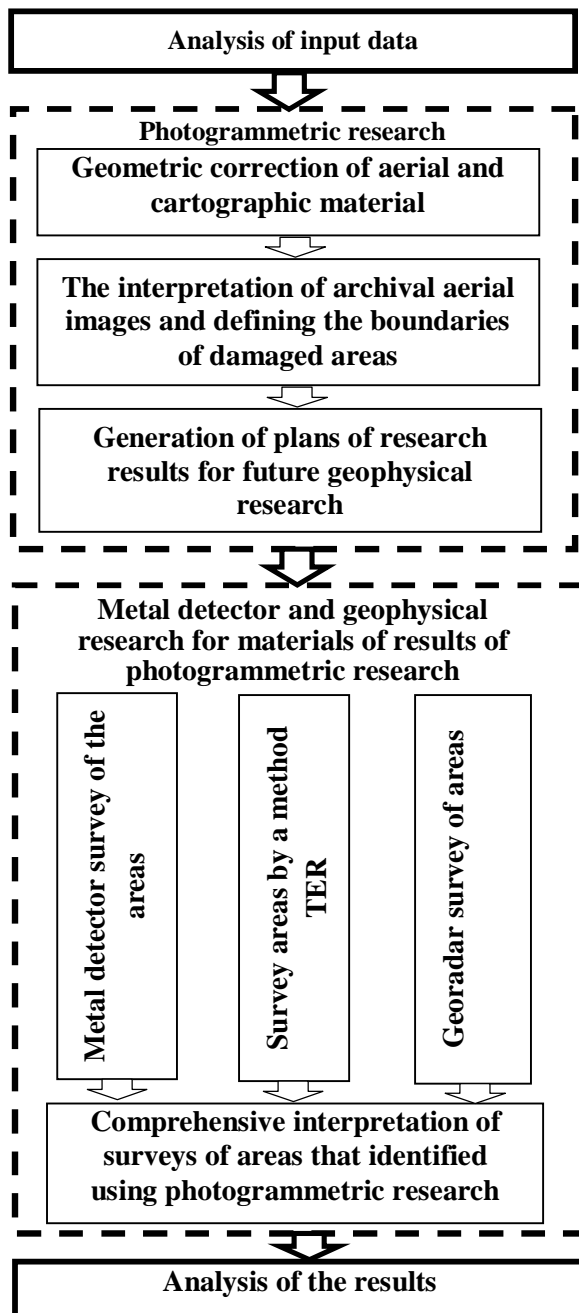 Analysis of input data
Photogrammetric research
Geometric correction of aerial and
cartographic material
The interpretation of archival aerial
images and defining the boundaries
of damaged areas
Generation of plans of research
results for future geophysical
research
Metal detector and geophysical
research for materials of results of
photogrammetric research
Metal detector survey of the
areas
Survey areas by a method
TER
Georadar survey of areas
Comprehensive interpretation of
surveys of areas that identified
using photogrammetric research
Analysis of the results